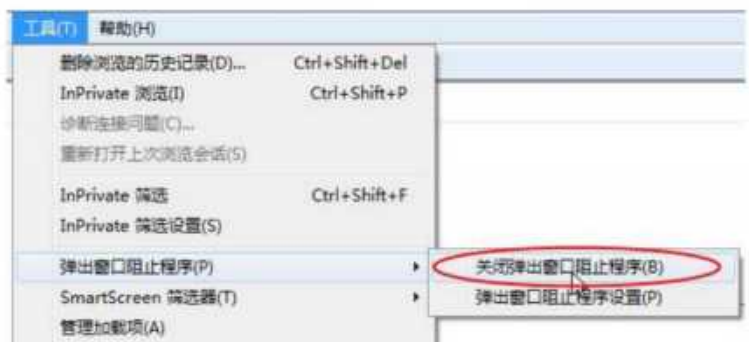 工具(T) 帮助(H)
删除浏览的历史记录(D)... Ctrl+Shift+Del
InPrivate 浏览(I) Ctrl+Shift+P
诊断连接问题(C)...
重新打开上次浏览会话(S)
InPrivate 筛选 Ctrl+Shift+F
InPrivate 筛选设置(S)
弹出窗口阻止程序(P) 关闭弹出窗口阻止程序(B)
SmartScreen 筛选器(T) 弹出窗口阻止程序设置(P)
管理加载项(A)